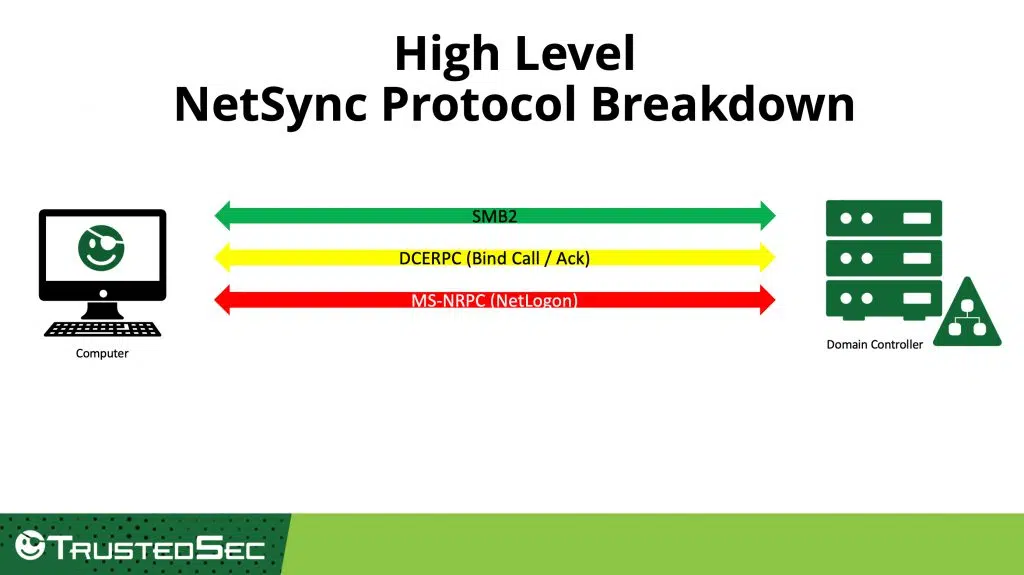 High Level
NetSync Protocol Breakdown
SMB2
DCERPC (Bind Call / Ack)
MS-NRPC (NetLogon)
Computer
Domain Controller
TRUSTEDSEC